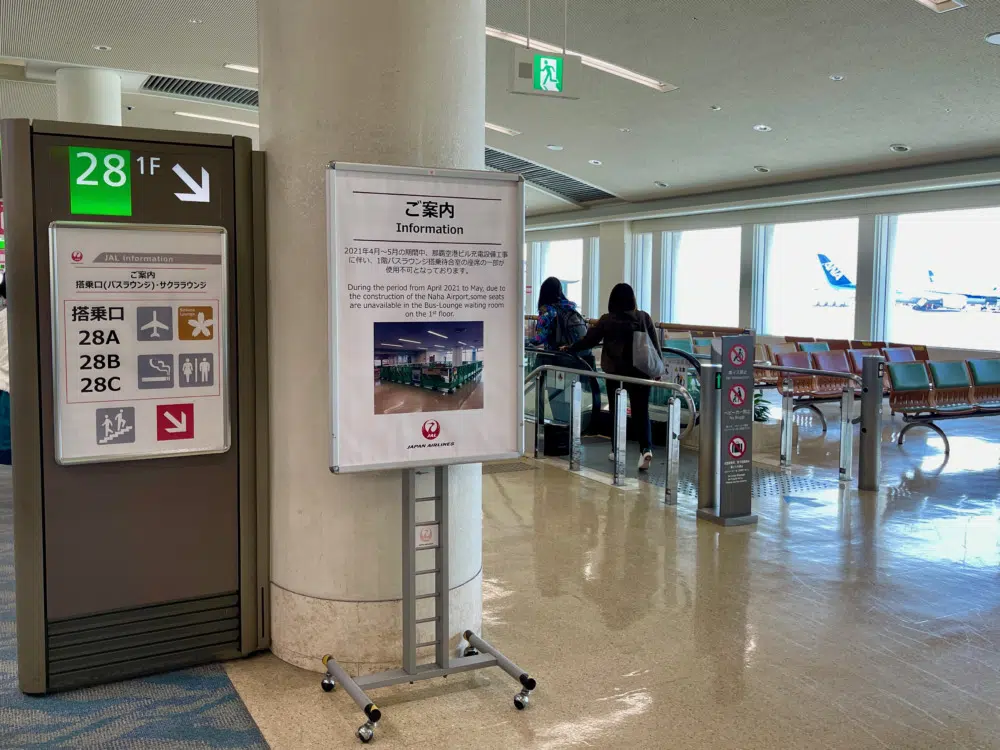 28 1F
JAL Information
ご案内
搭乗口(バスラウンジ)・サクララウンジ
搭乗口
28A
28B
28C
ご案内
Information
2021年4月~5月の期間中、那覇空港ビル充電設備工事
に伴い、1階バスラウンジ搭乗待合室の座席の一部が
使用不可となっております。
During the period from April 2021 to May, due to
the construction of the Naha Airport,some seats
are unavailable in the Bus-Lounge waiting room
on the 1st floor.
JAL
JAPAN AIRLINES
ANA